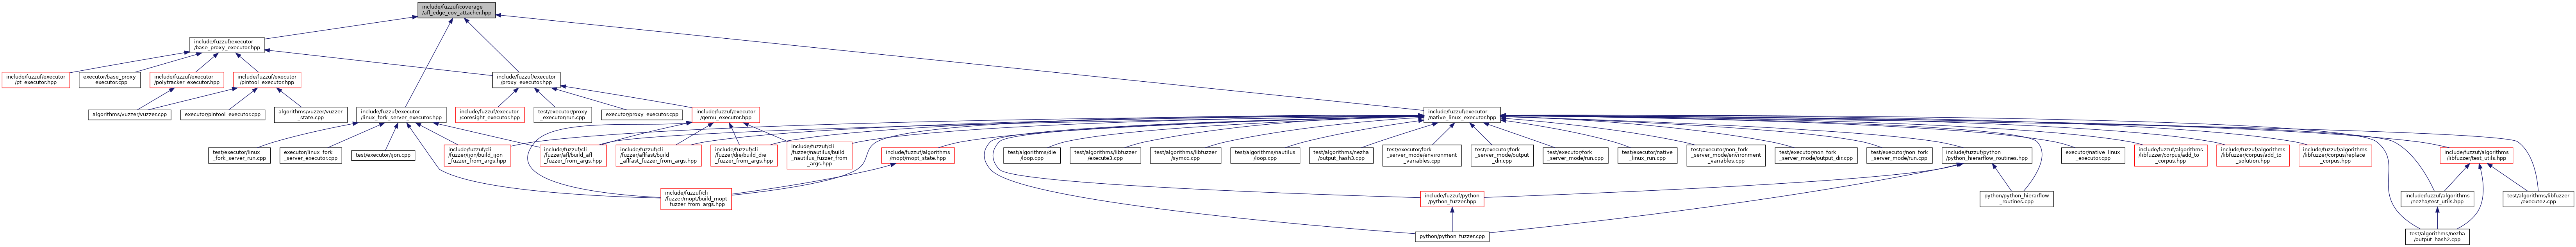 include/fuzzuf/coverage
/afl_edge_cov_attacher.hpp
include/fuzzuf/executor
/base_proxy_executor.hpp
include/fuzzuf/executor
/pt_executor.hpp
executor/base_proxy
_executor.cpp
include/fuzzuf/executor
/polytracker_executor.hpp
include/fuzzuf/executor
/pintool_executor.hpp
include/fuzzuf/executor
/proxy_executor.hpp
algorithms/vuzzer/vuzzer.cpp
executor/pintool_executor.cpp
algorithms/vuzzer/vuzzer
_state.cpp
include/fuzzuf/executor
/linux_fork_server_executor.hpp
include/fuzzuf/executor
/coresight_executor.hpp
test/executor/proxy
_executor/run.cpp
executor/proxy_executor.cpp
include/fuzzuf/executor
/qemu_executor.hpp
include/fuzzuf/executor
/native_linux_executor.hpp
test/executor/linux
_fork_server_run.cpp
executor/linux_fork
_server_executor.cpp
test/executor/ijon.cpp
include/fuzzuf/cli
/fuzzer/ijon/build_ijon
_fuzzer_from_args.hpp
include/fuzzuf/cli
/fuzzer/afl/build_afl
_fuzzer_from_args.hpp
include/fuzzuf/cli
/fuzzer/aflfast/build
_aflfast_fuzzer_from_args.hpp
include/fuzzuf/cli
/fuzzer/die/build_die
_fuzzer_from_args.hpp
include/fuzzuf/cli
/fuzzer/nautilus/build
_nautilus_fuzzer_from
_args.hpp
include/fuzzuf/algorithms
/mopt/mopt_state.hpp
test/algorithms/die
/loop.cpp
test/algorithms/libfuzzer
/execute3.cpp
test/algorithms/libfuzzer
/symcc.cpp
test/algorithms/nautilus
/loop.cpp
test/algorithms/nezha
/output_hash3.cpp
test/executor/fork
_server_mode/environment
_variables.cpp
test/executor/fork
_server_mode/output
_dir.cpp
test/executor/fork
_server_mode/run.cpp
test/executor/native
_linux_run.cpp
test/executor/non_fork
_server_mode/environment
_variables.cpp
test/executor/non_fork
_server_mode/output_dir.cpp
test/executor/non_fork
_server_mode/run.cpp
include/fuzzuf/python
/python_hierarflow_routines.hpp
executor/native_linux
_executor.cpp
include/fuzzuf/algorithms
/libfuzzer/corpus/add_to
_corpus.hpp
include/fuzzuf/algorithms
/libfuzzer/corpus/add_to
_solution.hpp
include/fuzzuf/algorithms
/libfuzzer/corpus/replace
_corpus.hpp
include/fuzzuf/algorithms
/libfuzzer/test_utils.hpp
include/fuzzuf/cli
/fuzzer/mopt/build_mopt
_fuzzer_from_args.hpp
include/fuzzuf/python
/python_fuzzer.hpp
python/python_hierarflow
_routines.cpp
include/fuzzuf/algorithms
/nezha/test_utils.hpp
test/algorithms/libfuzzer
/execute2.cpp
python/python_fuzzer.cpp
test/algorithms/nezha
/output_hash2.cpp